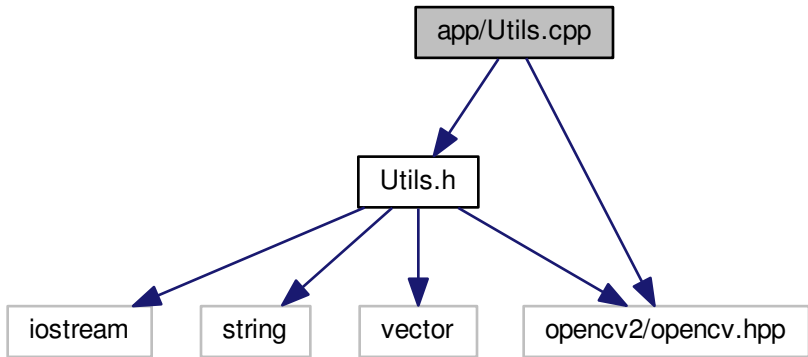 app/Utils.cpp
Utils.h
iostream
string
vector
opencv2/opencv.hpp